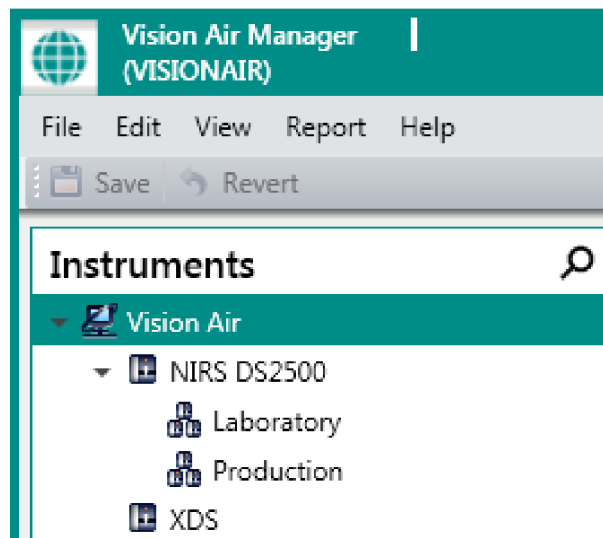 Vision Air Manager
(VISIONAIR)
File Edit View Report Help
Save Revert
Instruments
Vision Air
NIRS DS2500
Laboratory
Production
XDS